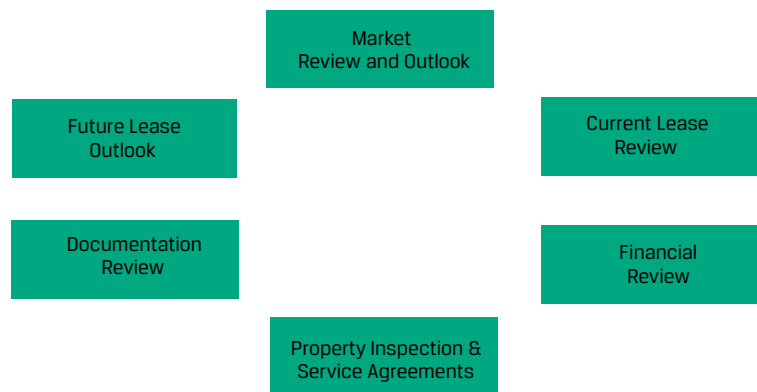 Market
Review and Outlook
Future Lease
Outlook
Current Lease
Review
Documentation
Review
Financial
Review
Property Inspection &
Service Agreements